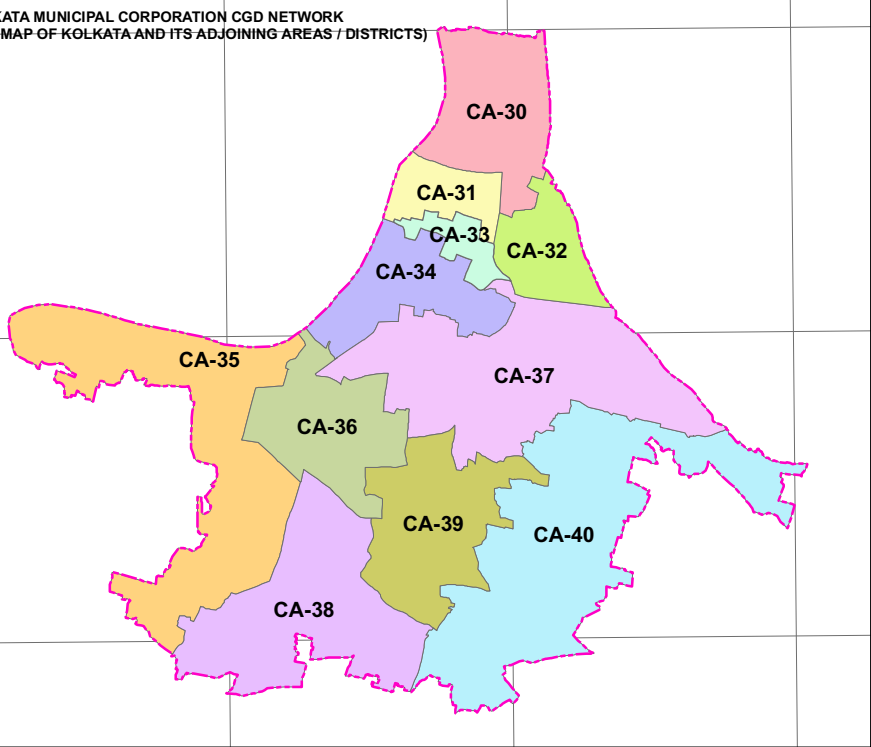 KATA MUNICIPAL CORPORATION CGD NETWORK
MAP OF KOLKATA AND ITS ADJOINING AREAS / DISTRICTS)
CA-30
CA-31
CA-33
CA-32
CA-34
CA-35
CA-37
CA-36
CA-39
CA-40
CA-38